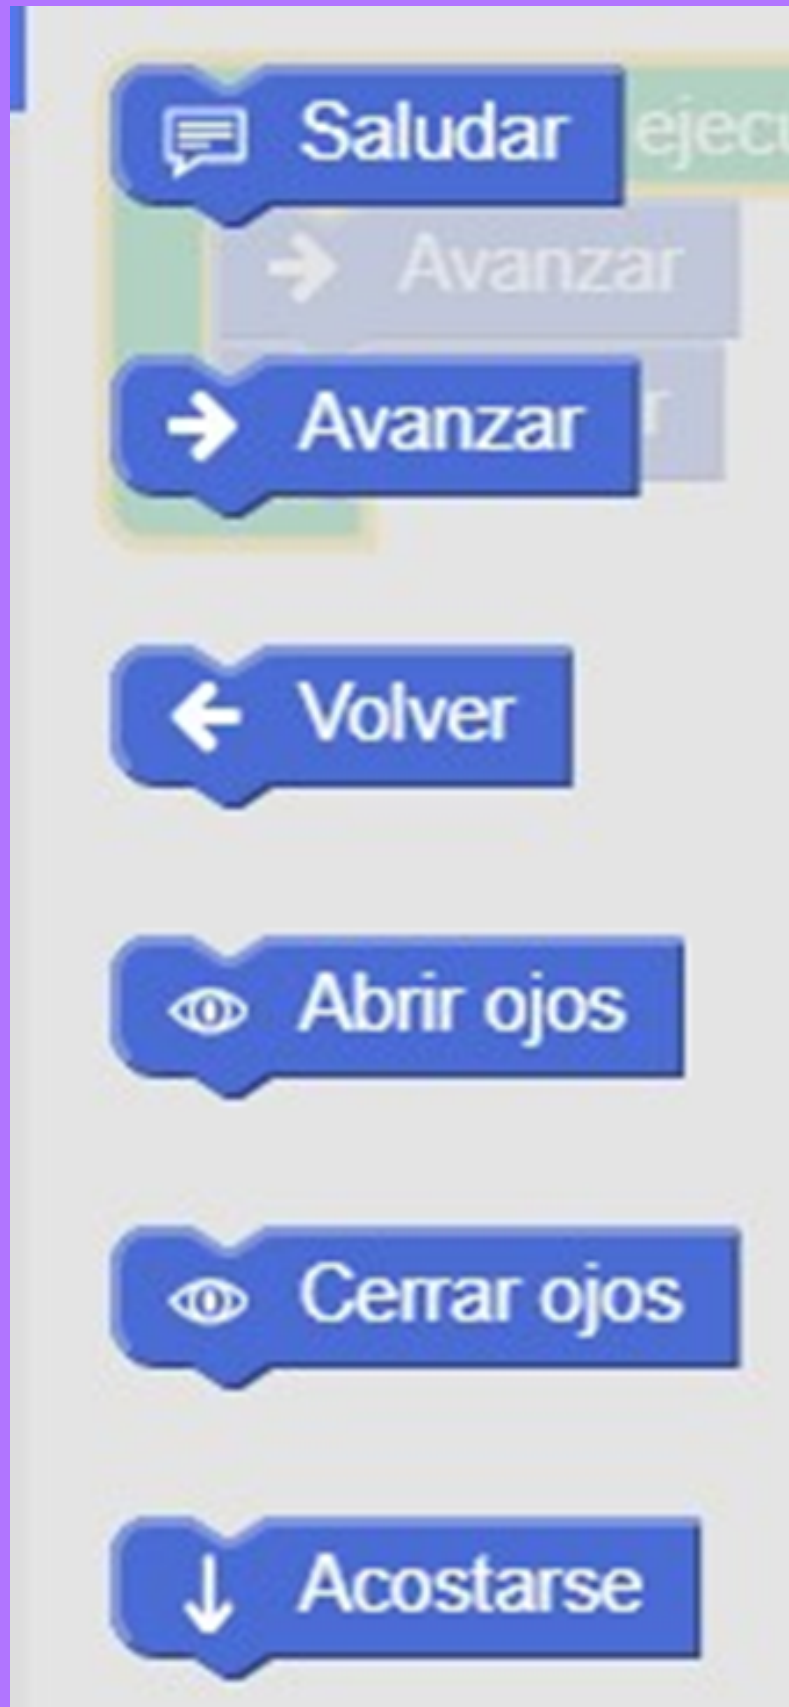 Saludar
Avanzar
Avanzar
Volver
Abrir ojos
Cerrar ojos
Acostarse